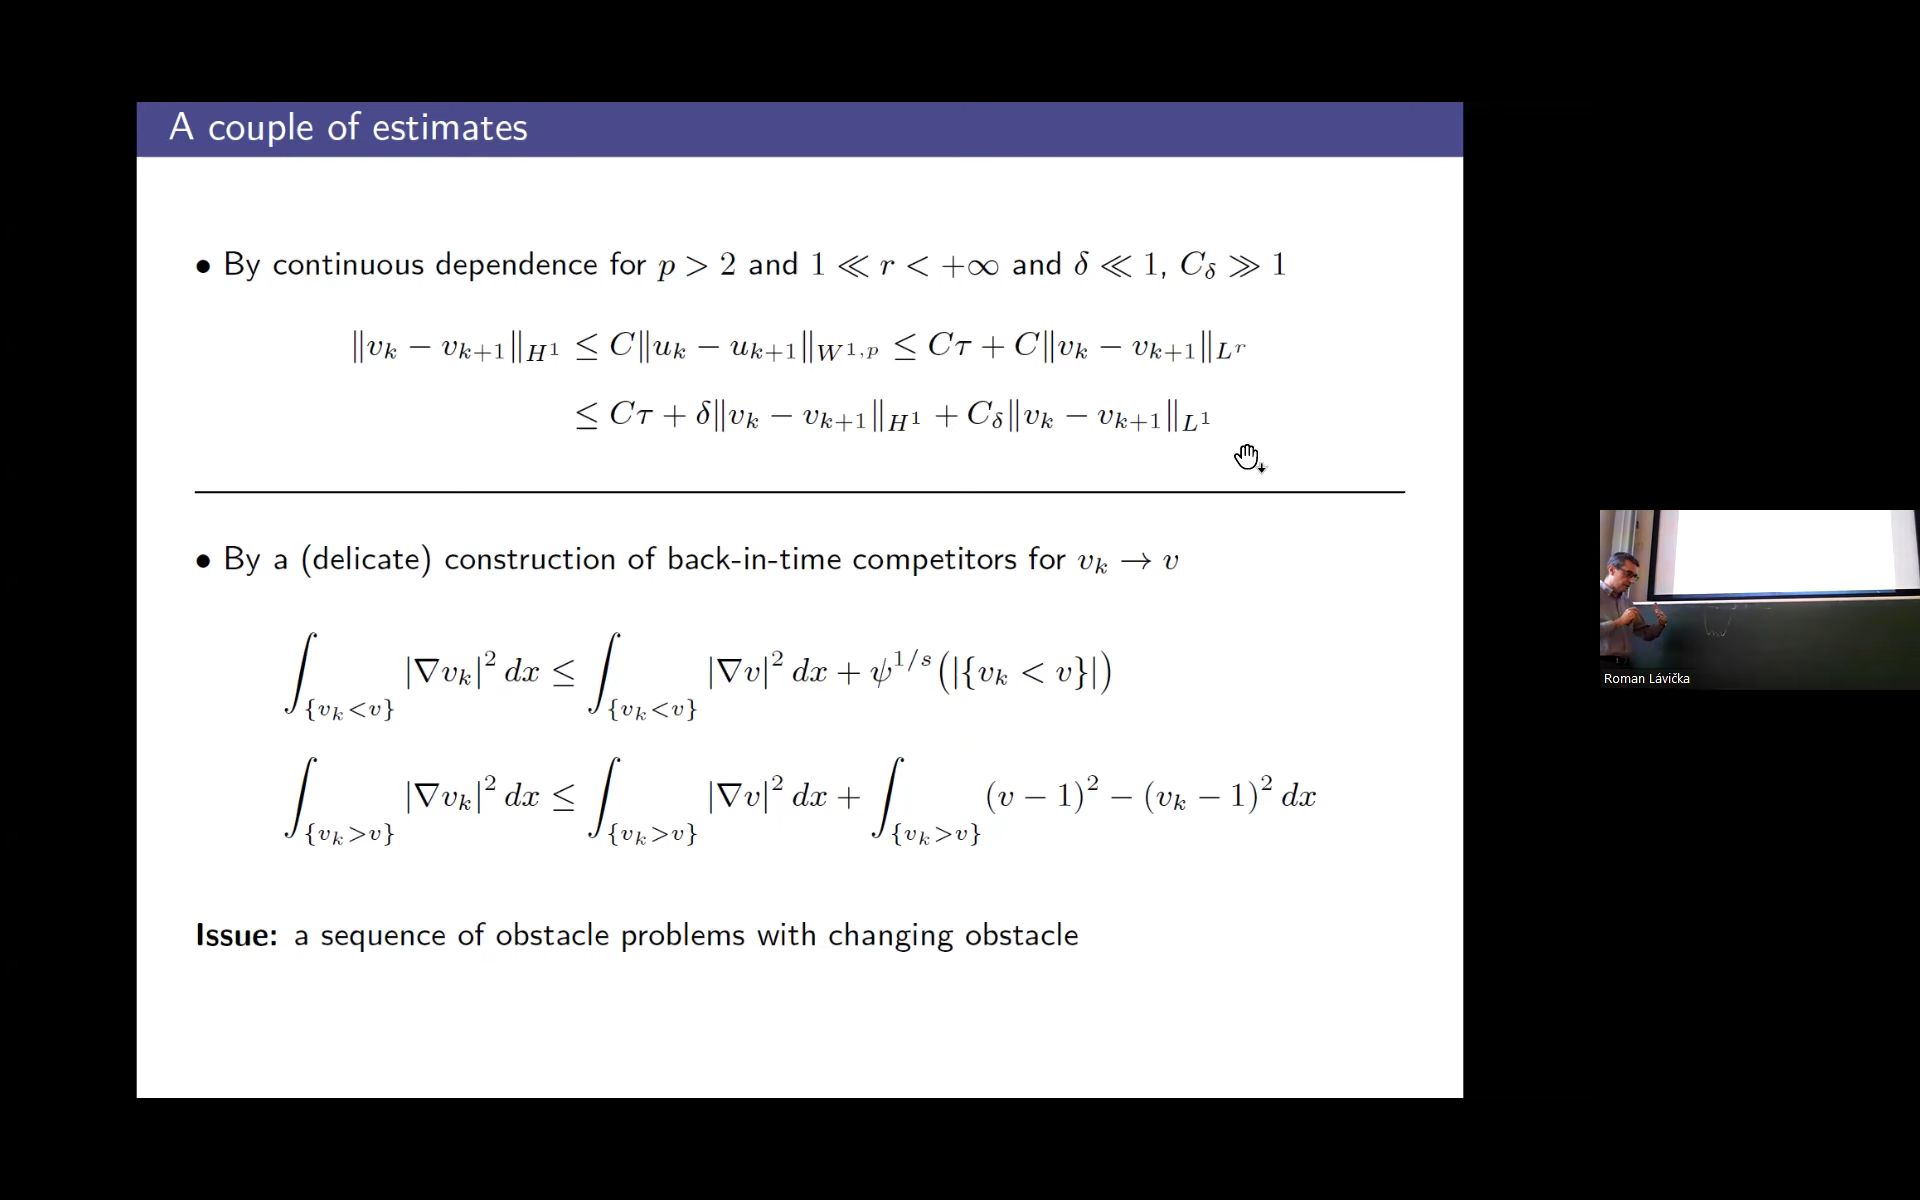 A couple of estimates
• By continuous dependence for p > 2 and 1 ≪ r < +∞ and δ ≪ 1, C_δ ≫ 1
‖v_k − v_{k+1}‖_{H^1} ≤ C‖u_k − u_{k+1}‖_{W^{1,p}} ≤ Cτ + C‖v_k − v_{k+1}‖_{L^r}
≤ Cτ + δ‖v_k − v_{k+1}‖_{H^1} + C_δ‖v_k − v_{k+1}‖_{L^1}
• By a (delicate) construction of back-in-time competitors for v_k → v
∫_{{v_k<v}} |∇v_k|^2 dx ≤ ∫_{{v_k<v}} |∇v|^2 dx + ψ^{1/s}(|{v_k < v}|)
∫_{{v_k>v}} |∇v_k|^2 dx ≤ ∫_{{v_k>v}} |∇v|^2 dx + ∫_{{v_k>v}} (v − 1)^2 − (v_k − 1)^2 dx
Issue: a sequence of obstacle problems with changing obstacle
Roman Lávička